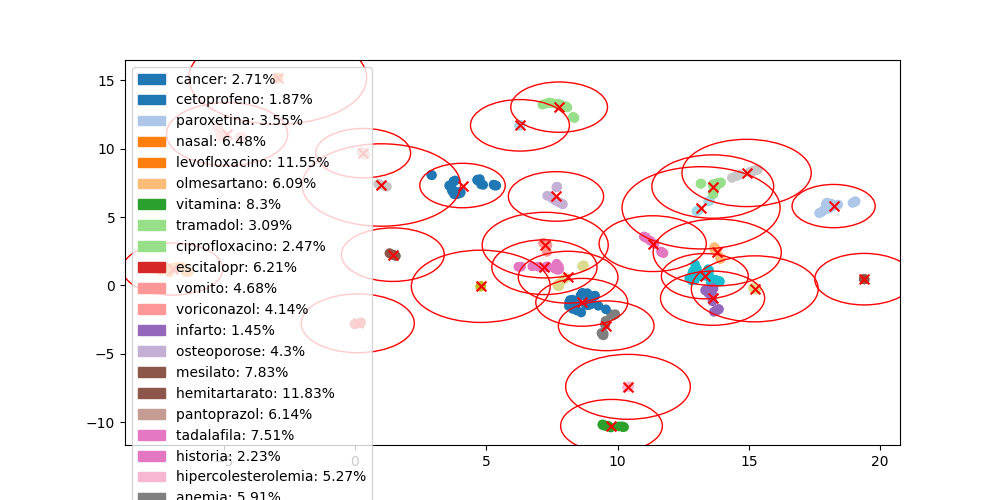 cancer: 2.71%
cetoprofeno: 1.87%
paroxetina: 3.55%
nasal: 6.48%
levofloxacino: 11.55%
olmesartano: 6.09%
vitamina: 8.3%
tramadol: 3.09%
ciprofloxacino: 2.47%
escitalopr: 6.21%
vomito: 4.68%
voriconazol: 4.14%
infarto: 1.45%
osteoporose: 4.3%
mesilato: 7.83%
hemitartarato: 11.83%
pantoprazol: 6.14%
tadalafila: 7.51%
historia: 2.23%
hipercolesterolemia: 5.27%
anemia: 5.91%
15
10
5
0
−5
−10
−5 0 5 10 15 20